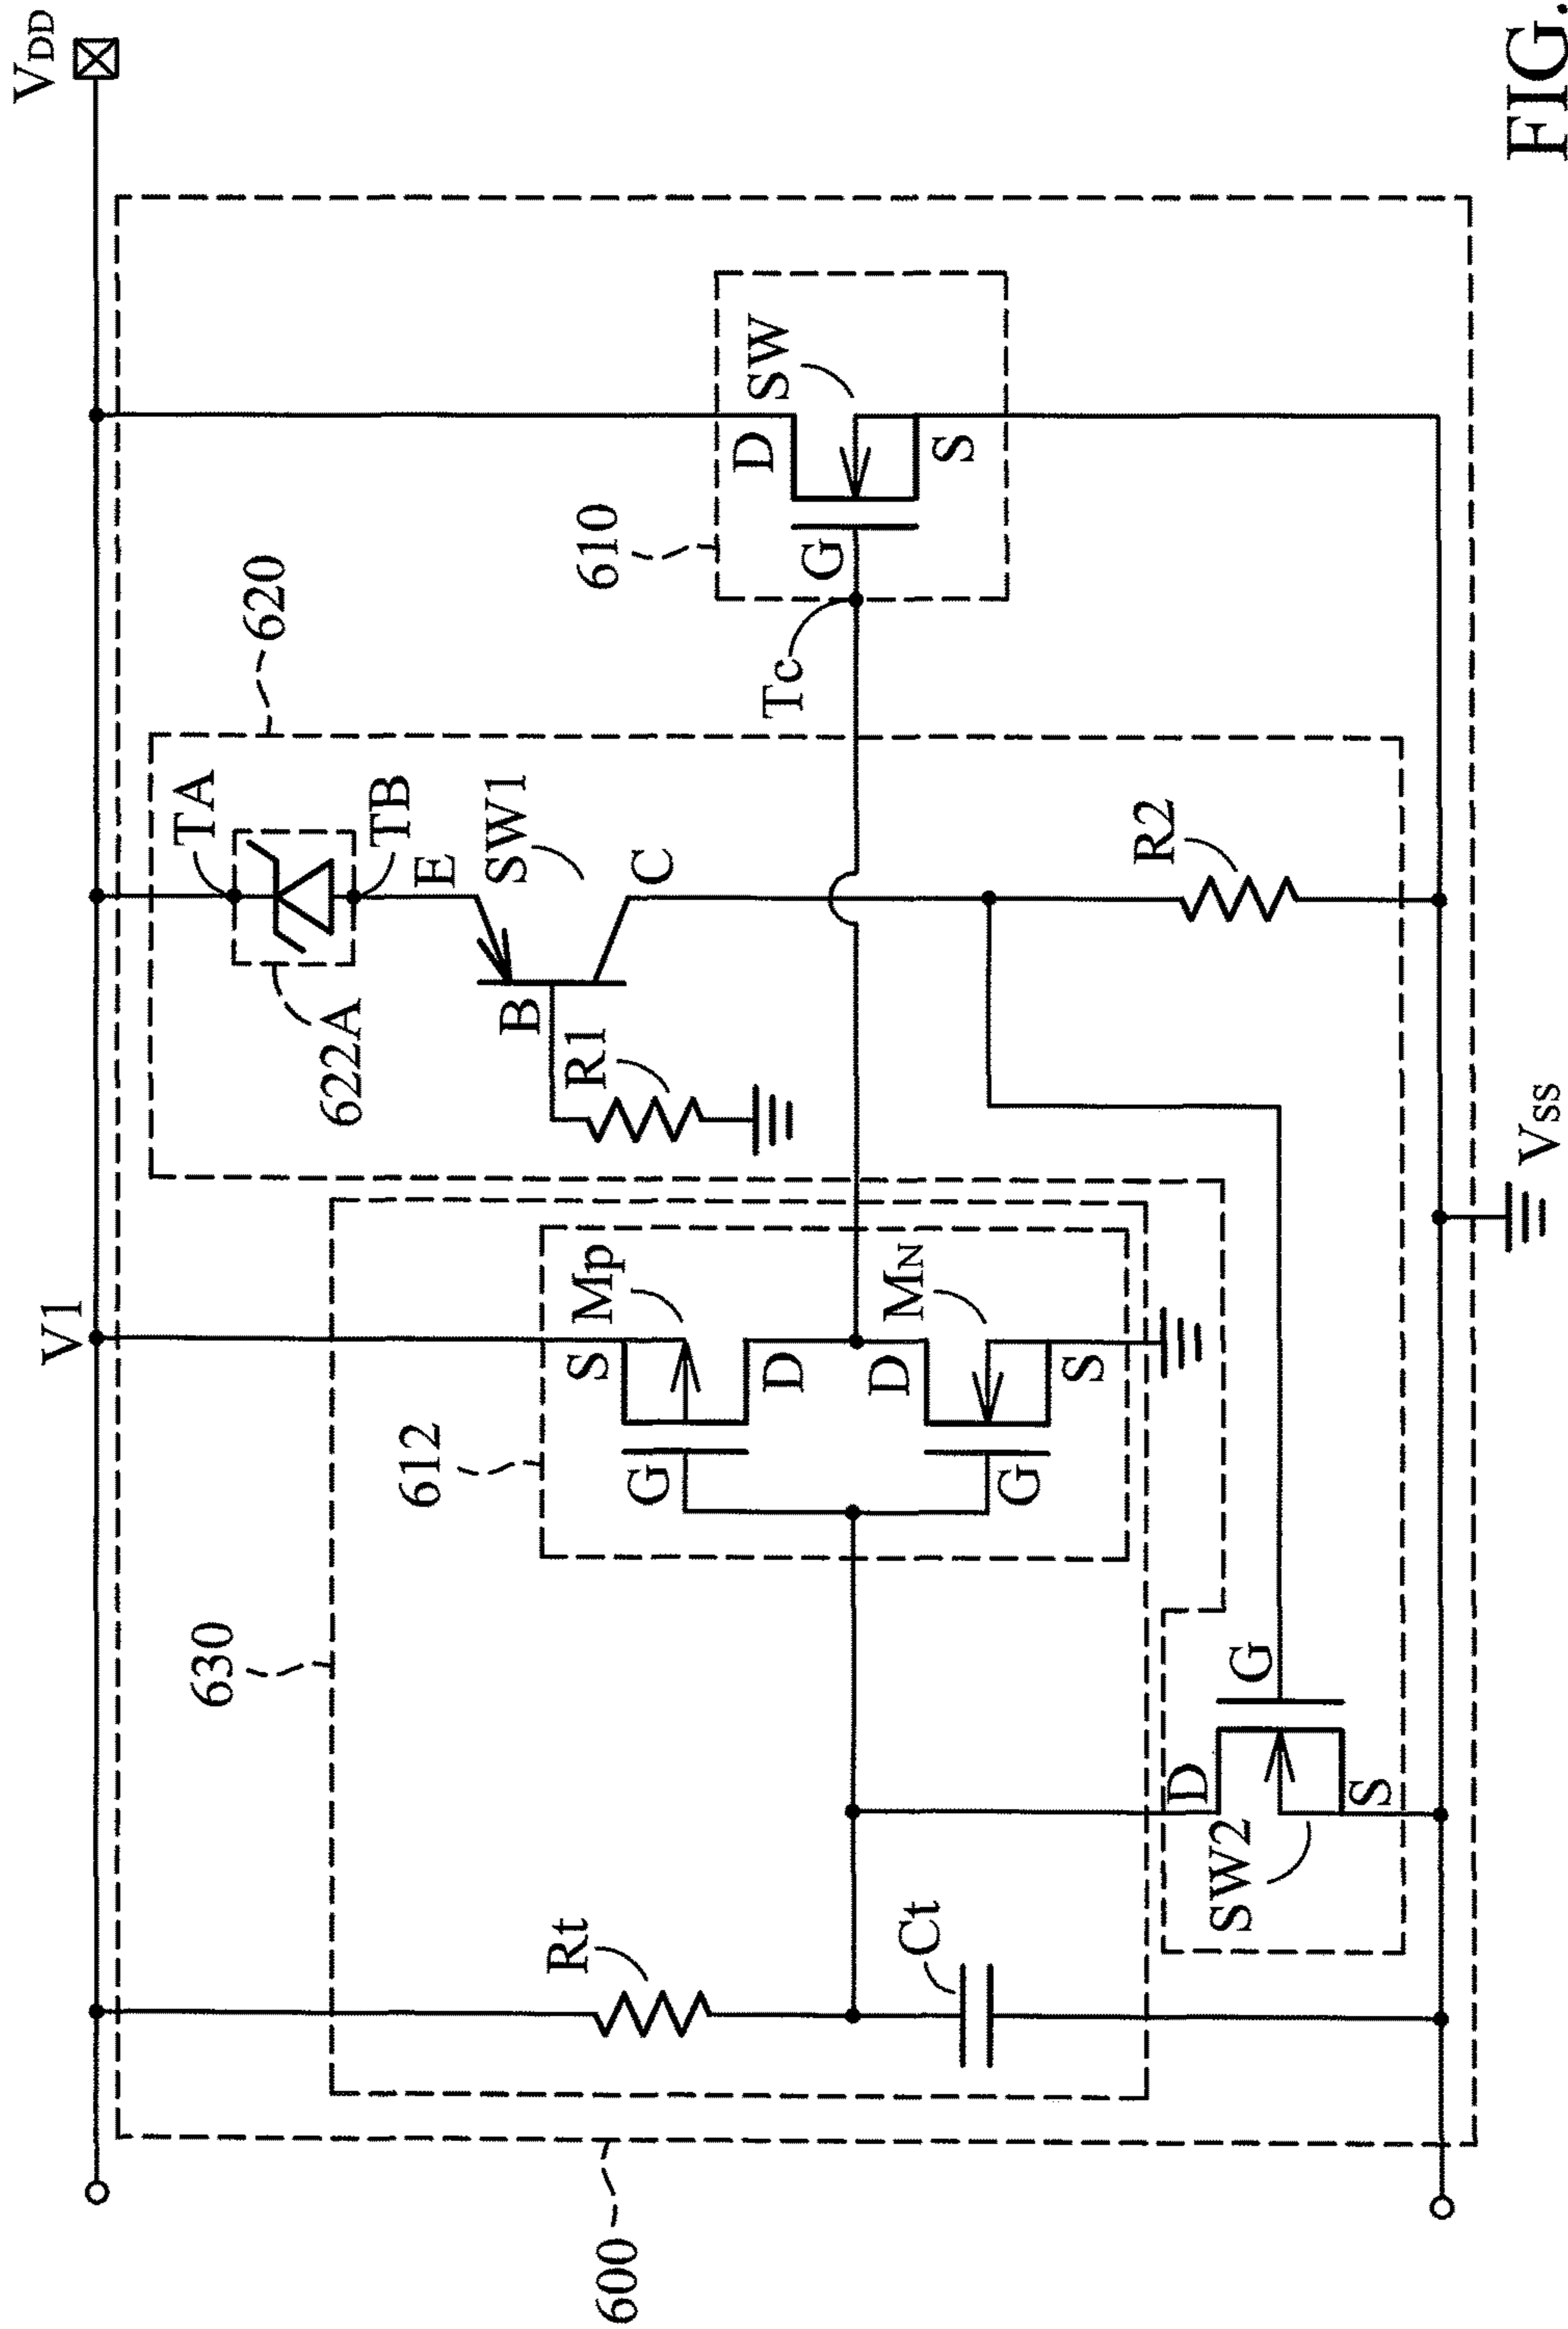 V1
VDD
620
TA
622A
TB
E
SW1
B
C
R1
630
612
Mp
S
G
D
610
SW
D
G
S
Tc
Rt
MN
D
G
S
Ct
R2
D
G
SW2
S
600
Vss
FIG.